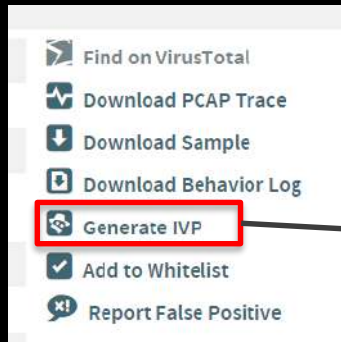 Find on VirusTotal
Download PCAP Trace
Download Sample
Download Behavior Log
Generate IVP
Add to Whitelist
Report False Positive